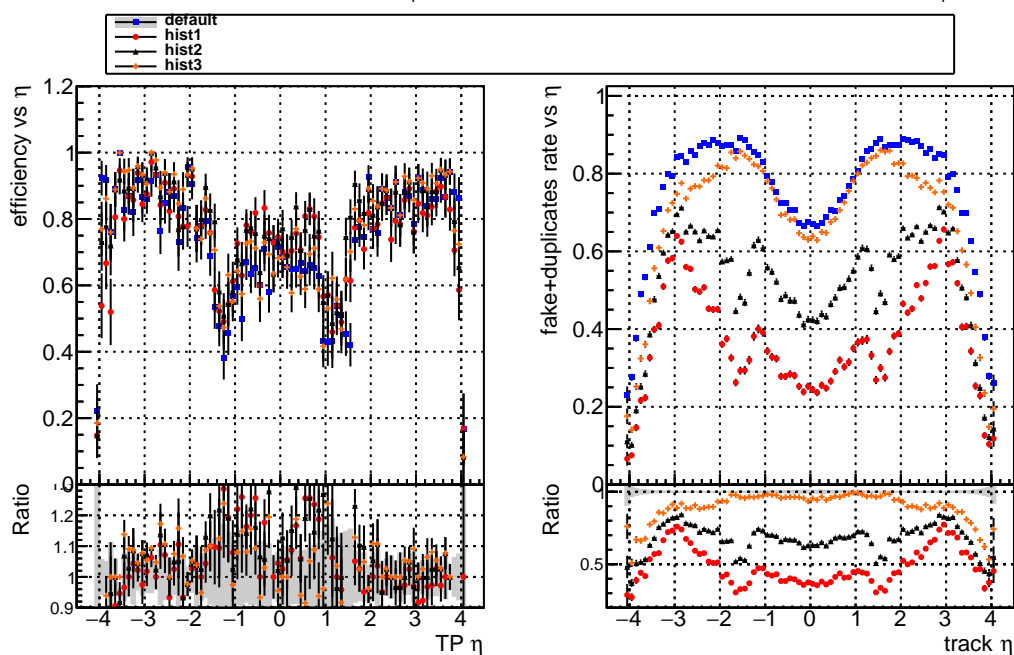 default
hist1
hist2
hist3
efficiency vs η
1.2
1
0.8
0.6
0.4
0.2
0
Ratio
1.2
1.1
1
0.9
−4 −3 −2 −1 0 1 2 3 4
TP η
fake+duplicates rate vs η
1
0.8
0.6
0.4
0.2
0
Ratio
0.5
−4 −3 −2 −1 0 1 2 3 4
track η